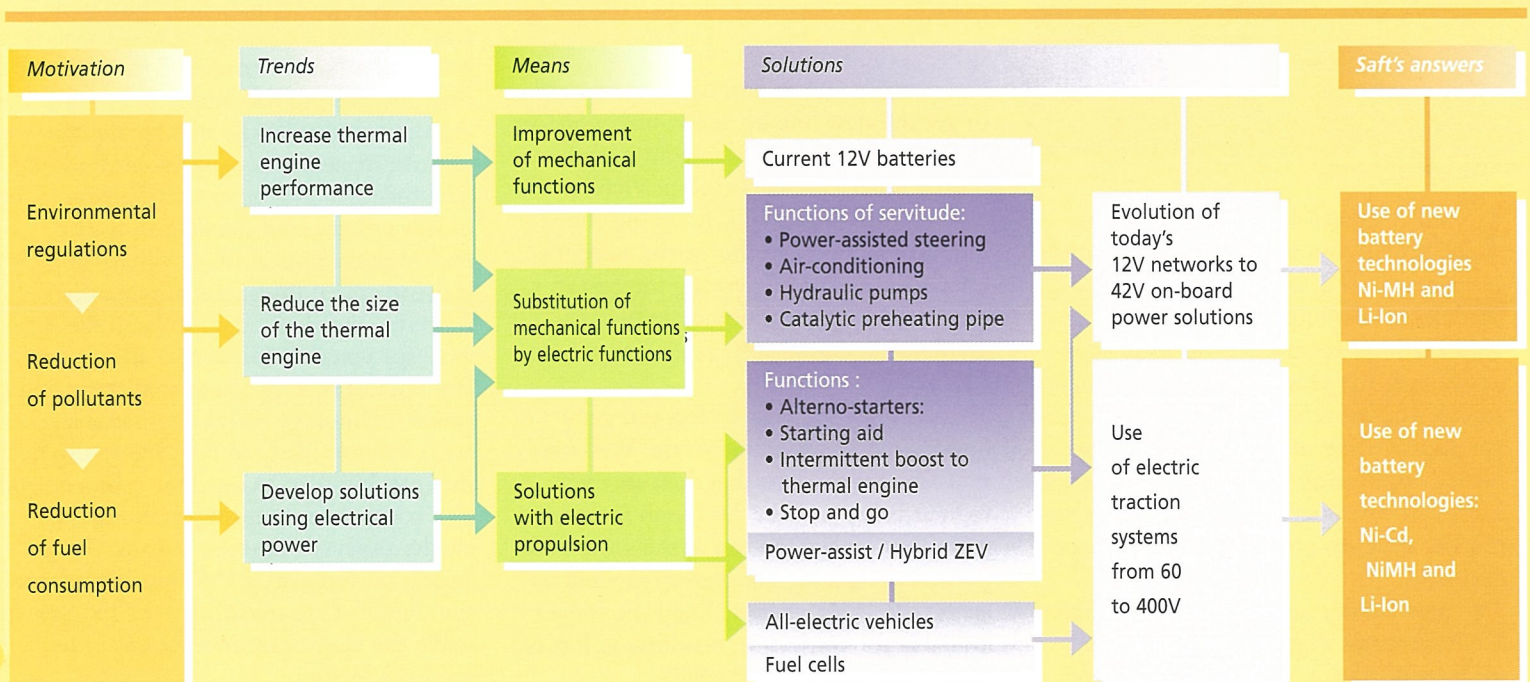 Motivation
Trends
Means
Solutions
Saft's answers
Environmental
regulations
Reduction
of pollutants
Reduction
of fuel
consumption
Increase thermal
engine
performance
Reduce the size
of the thermal
engine
Develop solutions
using electrical
power
Improvement
of mechanical
functions
Substitution of
mechanical functions
by electric functions
Solutions
with electric
propulsion
Current 12V batteries
Functions of servitude:
• Power-assisted steering
• Air-conditioning
• Hydraulic pumps
• Catalytic preheating pipe
Functions :
• Alterno-starters:
• Starting aid
• Intermittent boost to
thermal engine
• Stop and go
Power-assist / Hybrid ZEV
All-electric vehicles
Fuel cells
Evolution of
today's
12V networks to
42V on-board
power solutions
Use
of electric
traction
systems
from 60
to 400V
Use of new
battery
technologies
Ni-MH and
Li-Ion
Use of new
battery
technologies:
Ni-Cd,
NiMH and
Li-Ion